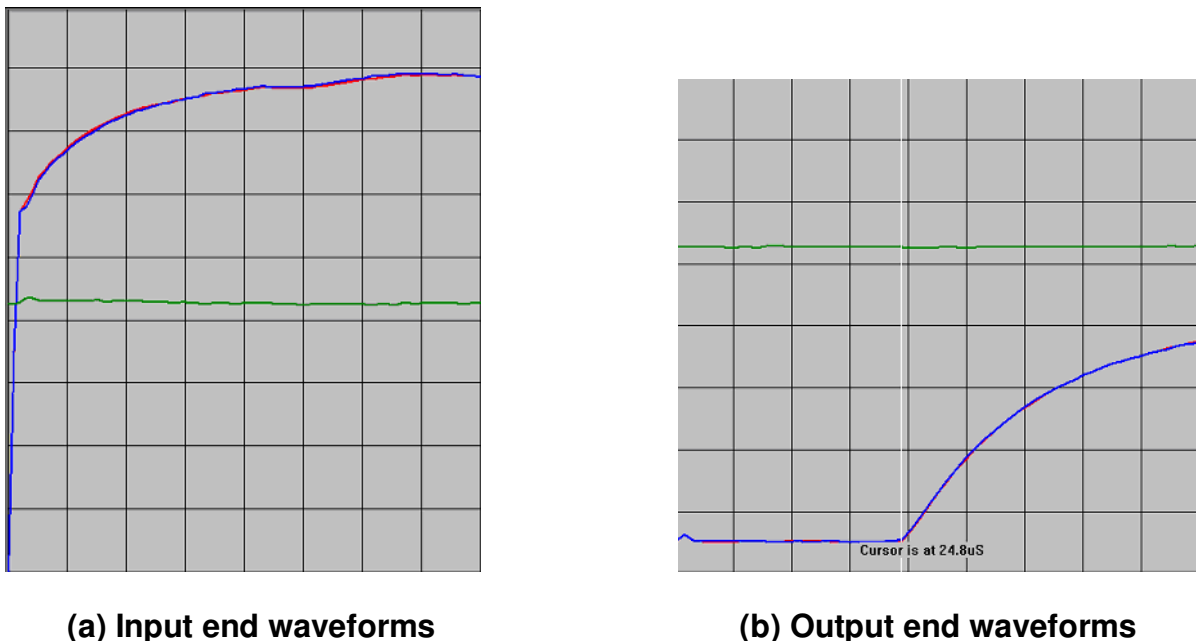 Cursor is at 24.8uS
(a) Input end waveforms
(b) Output end waveforms